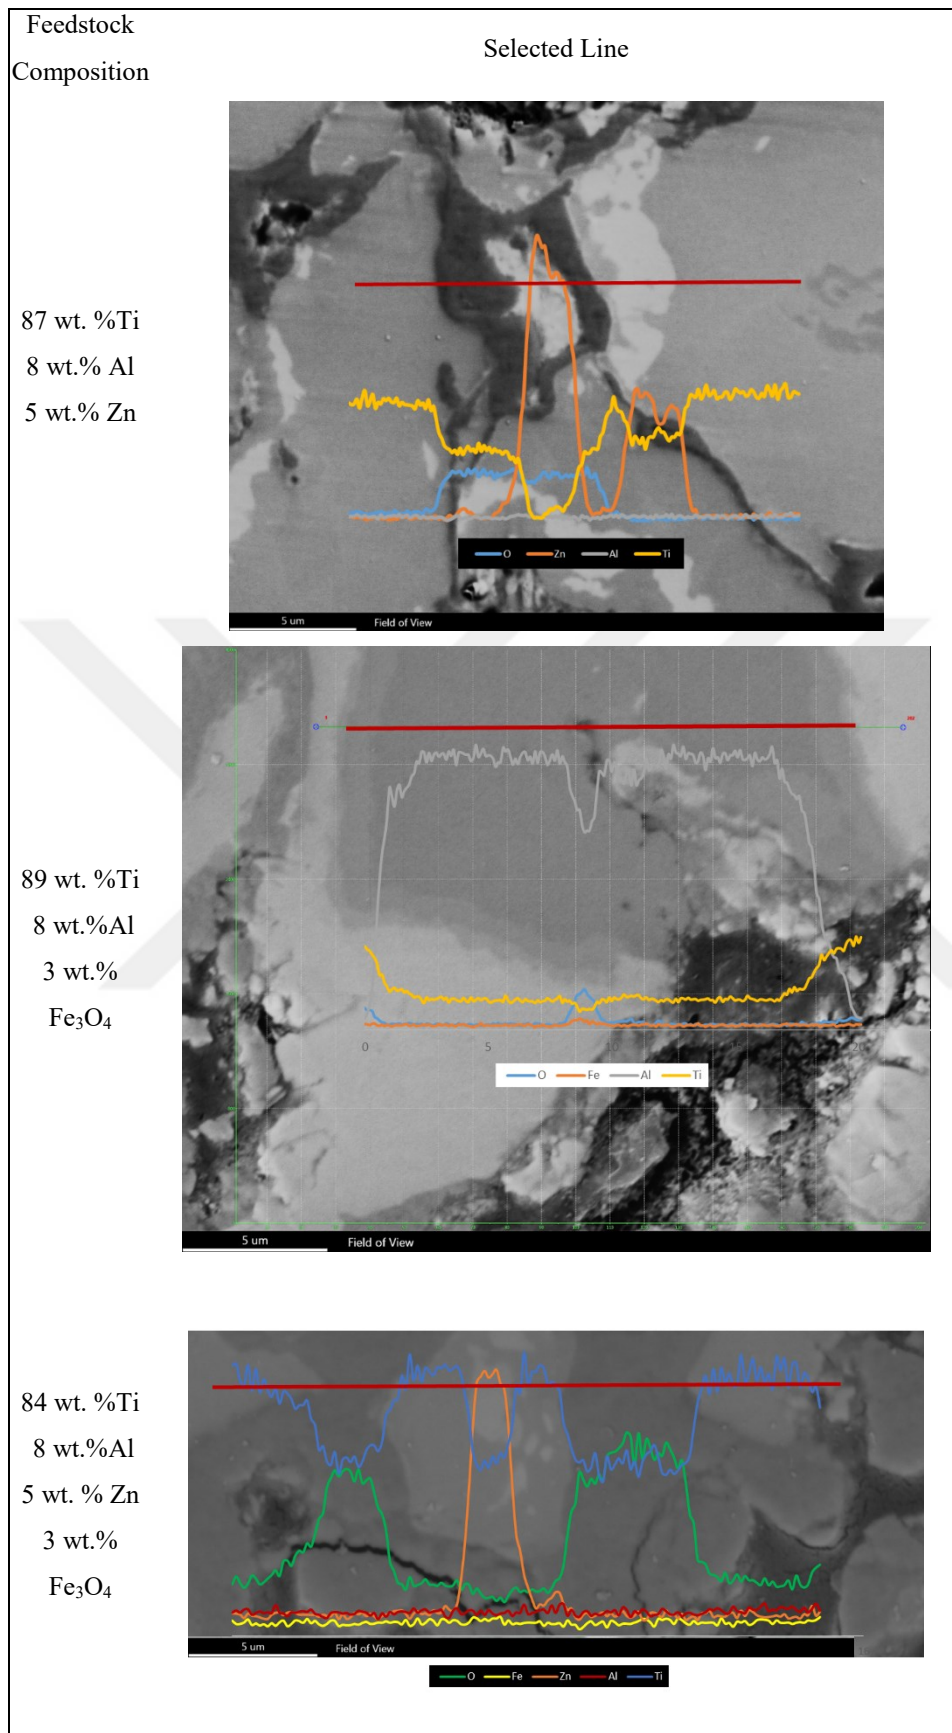 Feedstock
Composition
Selected Line
87 wt. %Ti
8 wt.% Al
5 wt.% Zn
O Zn Al Ti
5 um Field of View
89 wt. %Ti
8 wt.%Al
3 wt.%
Fe₃O₄
0 5 10 20
O Fe Al Ti
5 um Field of View
84 wt. %Ti
8 wt.%Al
5 wt. % Zn
3 wt.%
Fe₃O₄
5 um Field of View
O Fe Zn Al Ti